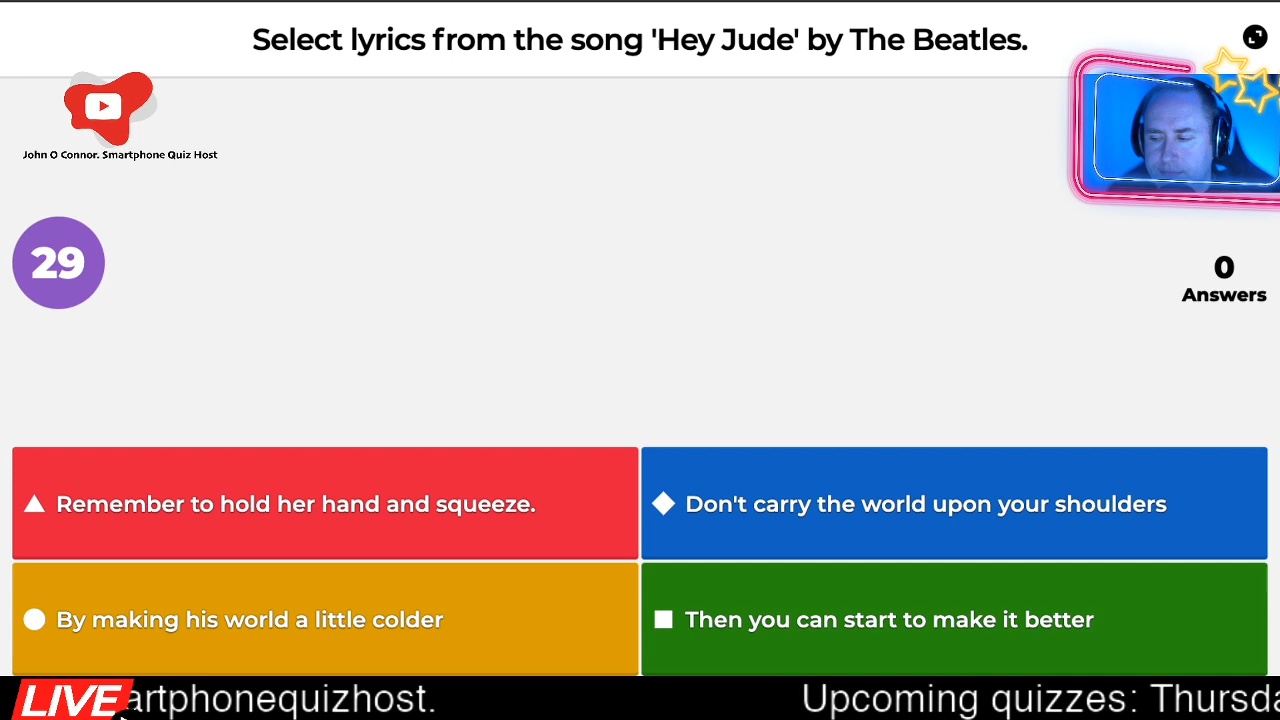 Select lyrics from the song 'Hey Jude' by The Beatles.
John O Connor. Smartphone Quiz Host
29
0
Answers
Remember to hold her hand and squeeze.
Don't carry the world upon your shoulders
By making his world a little colder
Then you can start to make it better
LIVE
artphonequizhost. Upcoming quizzes: Thursda